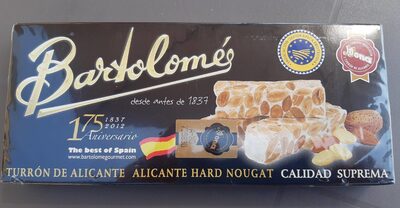 Bartolomé
desde antes de 1837
175 1837
2012
Aniversario
The best of Spain
www.bartolomegourmet.com
TURRÓN DE ALICANTE ALICANTE HARD NOUGAT CALIDAD SUPREMA